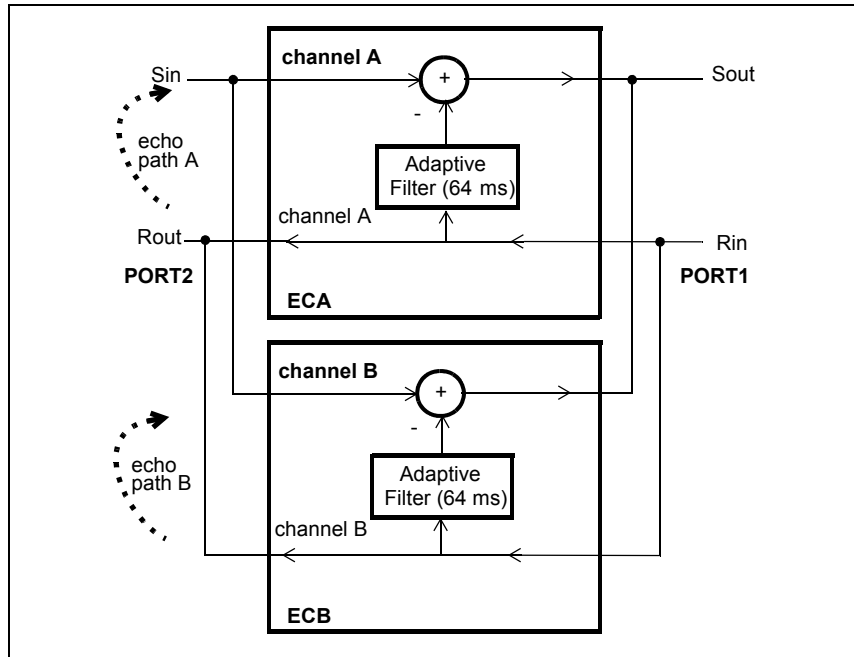 channel A
Sin
+
Sout
-
echo
path A
Adaptive
Filter (64 ms)
channel A
Rout
Rin
PORT2
PORT1
ECA
channel B
+
-
echo
path B
Adaptive
Filter (64 ms)
channel B
ECB